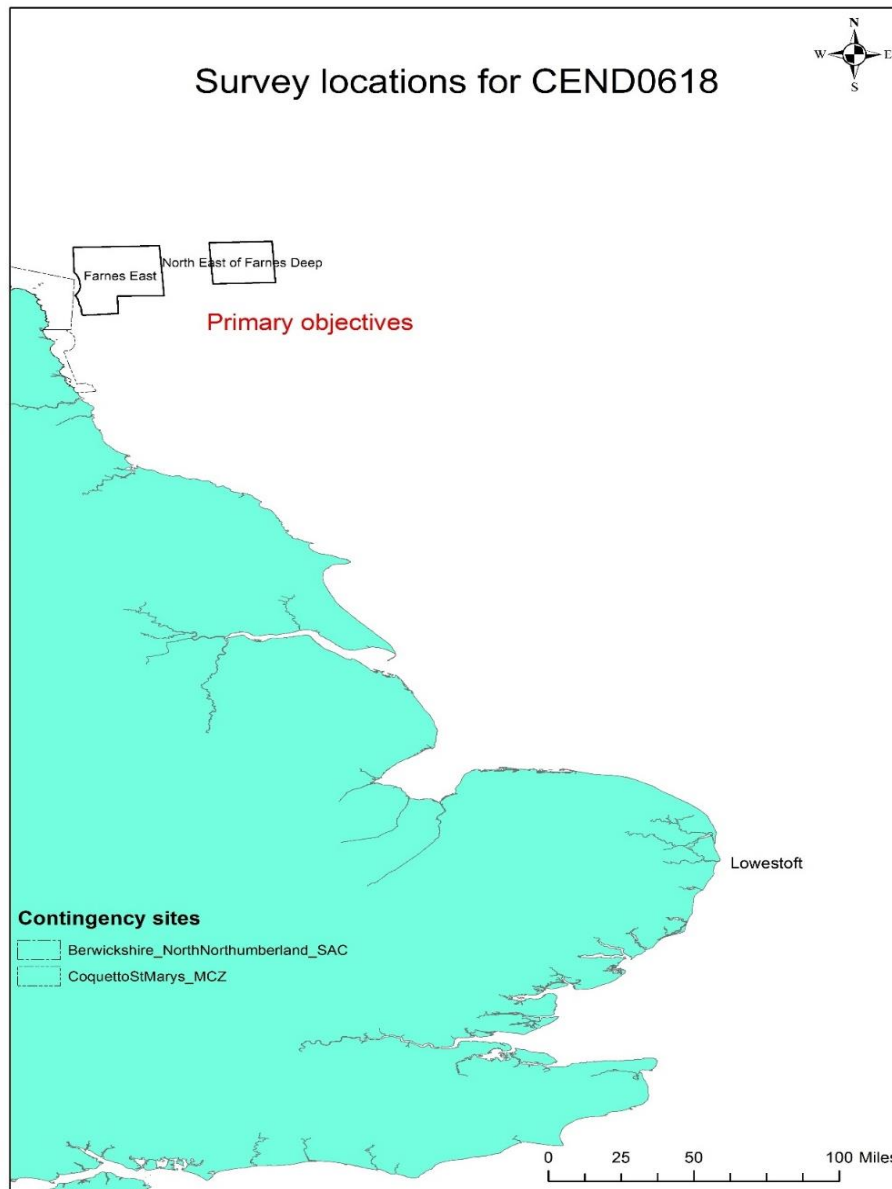 N
W E
S
Survey locations for CEND0618
North East of Farnes Deep
Farnes East
Primary objectives
Lowestoft
Contingency sites
Berwickshire_NorthNorthumberland_SAC
CoquettoStMarys_MCZ
0 25 50 100 Miles